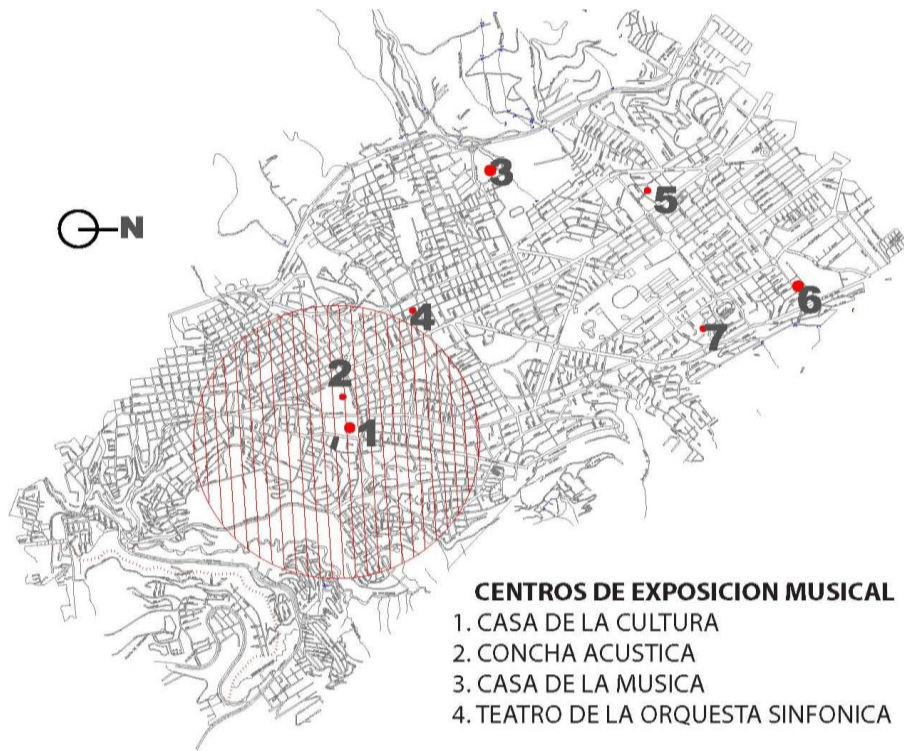 3
5
N
6
4
7
2
1
CENTROS DE EXPOSICION MUSICAL
1. CASA DE LA CULTURA
2. CONCHA ACUSTICA
3. CASA DE LA MUSICA
4. TEATRO DE LA ORQUESTA SINFONICA